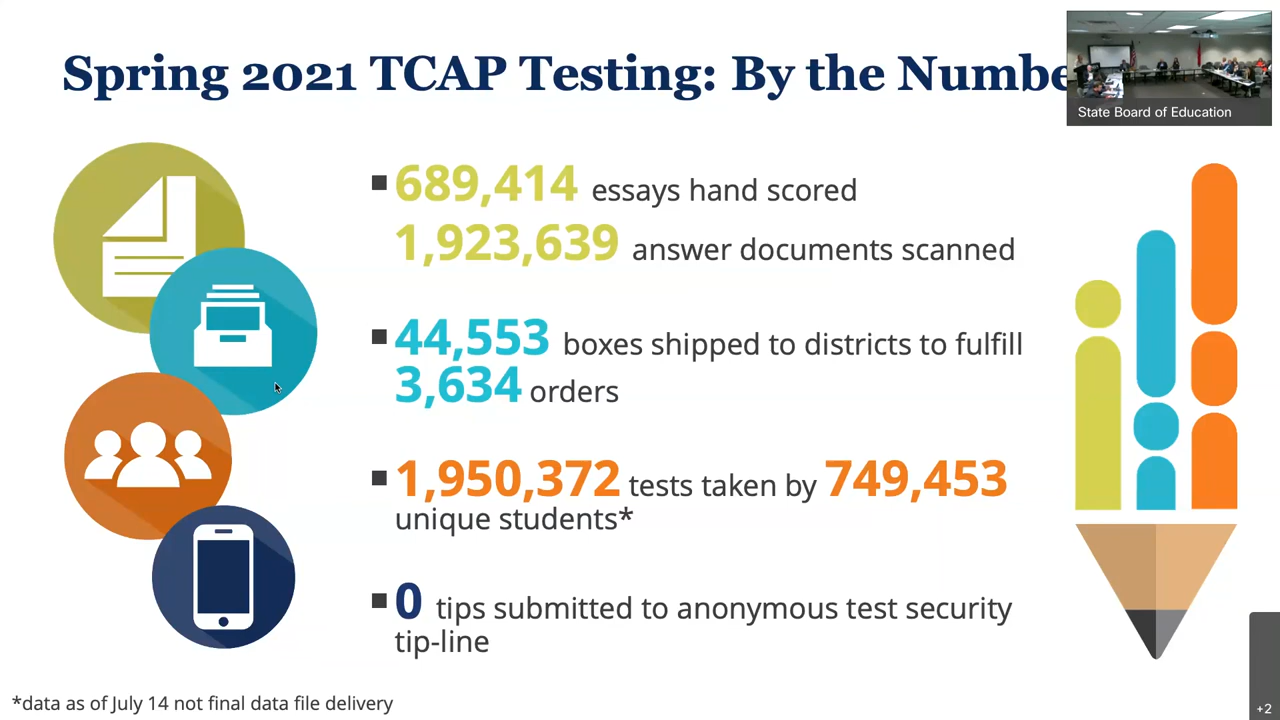 Spring 2021 TCAP Testing: By the Numbe
State Board of Education
689,414 essays hand scored
1,923,639 answer documents scanned
44,553 boxes shipped to districts to fulfill
3,634 orders
1,950,372 tests taken by 749,453
unique students*
0 tips submitted to anonymous test security
tip-line
*data as of July 14 not final data file delivery
+2